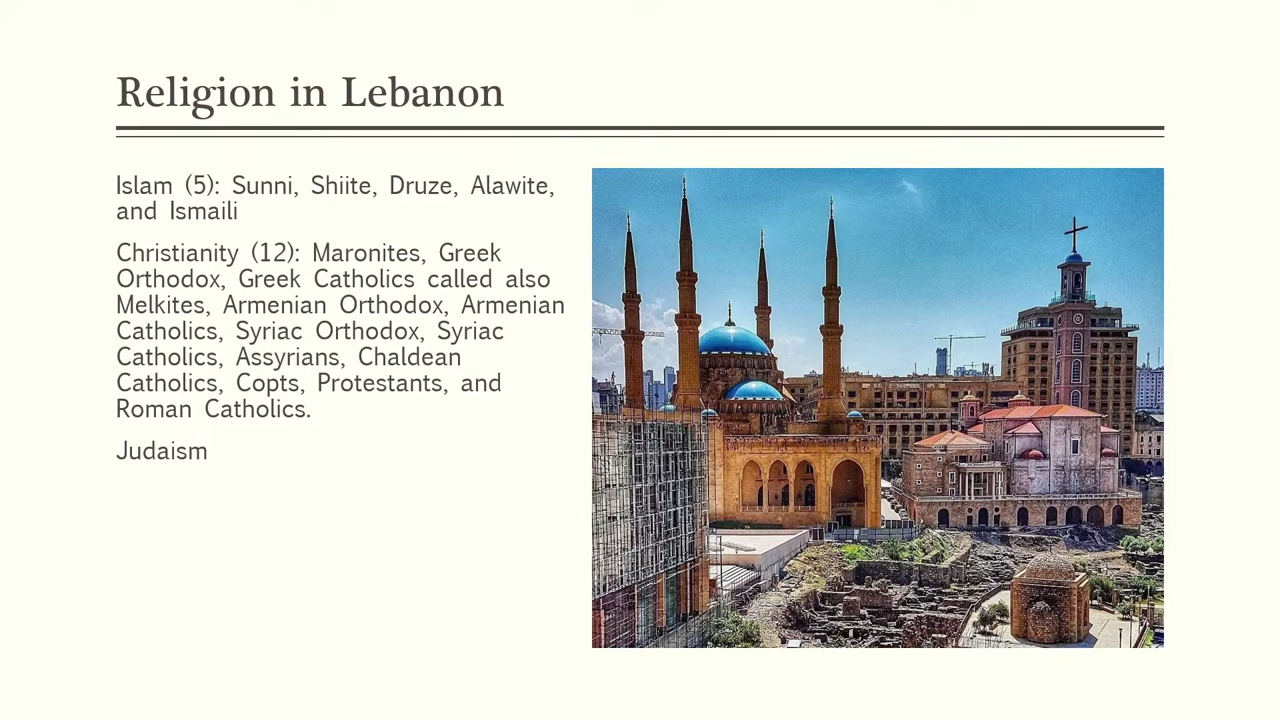 Religion in Lebanon
Islam (5): Sunni, Shiite, Druze, Alawite,
and Ismaili
Christianity (12): Maronites, Greek
Orthodox, Greek Catholics called also
Melkites, Armenian Orthodox, Armenian
Catholics, Syriac Orthodox, Syriac
Catholics, Assyrians, Chaldean
Catholics, Copts, Protestants, and
Roman Catholics.
Judaism